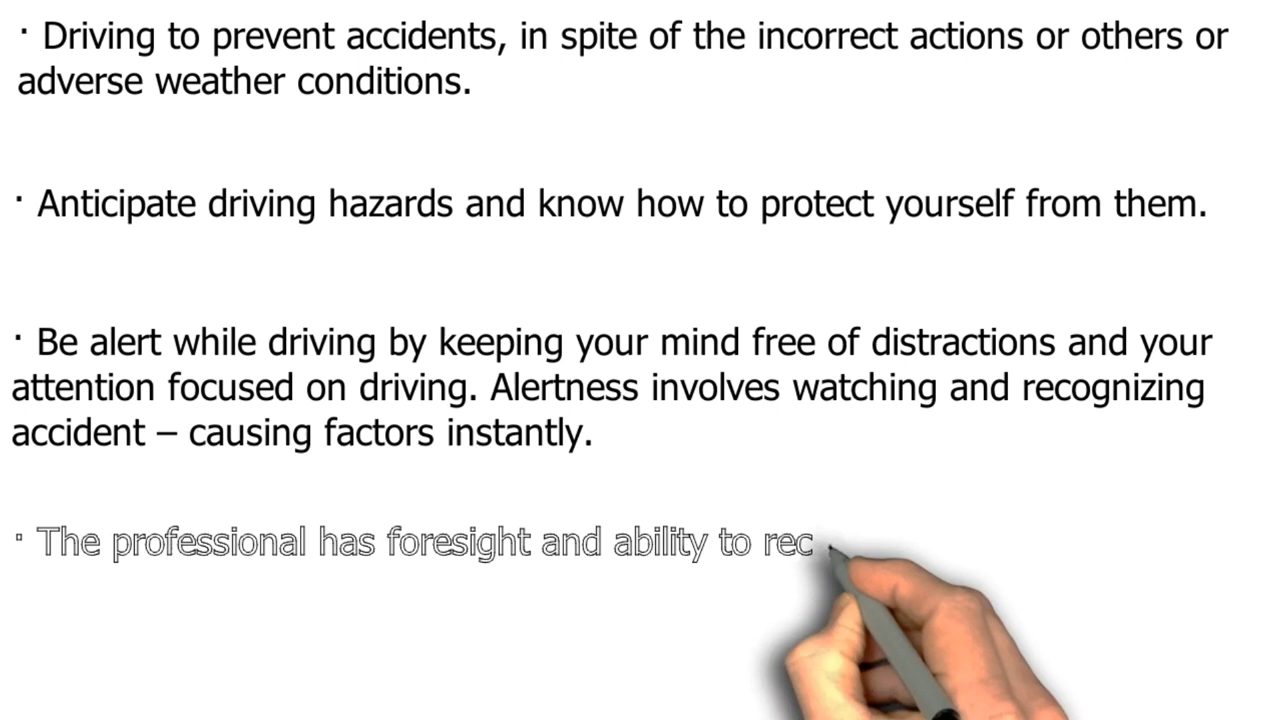 · Driving to prevent accidents, in spite of the incorrect actions or others or
adverse weather conditions.
· Anticipate driving hazards and know how to protect yourself from them.
· Be alert while driving by keeping your mind free of distractions and your
attention focused on driving. Alertness involves watching and recognizing
accident – causing factors instantly.
· The professional has foresight and ability to rec